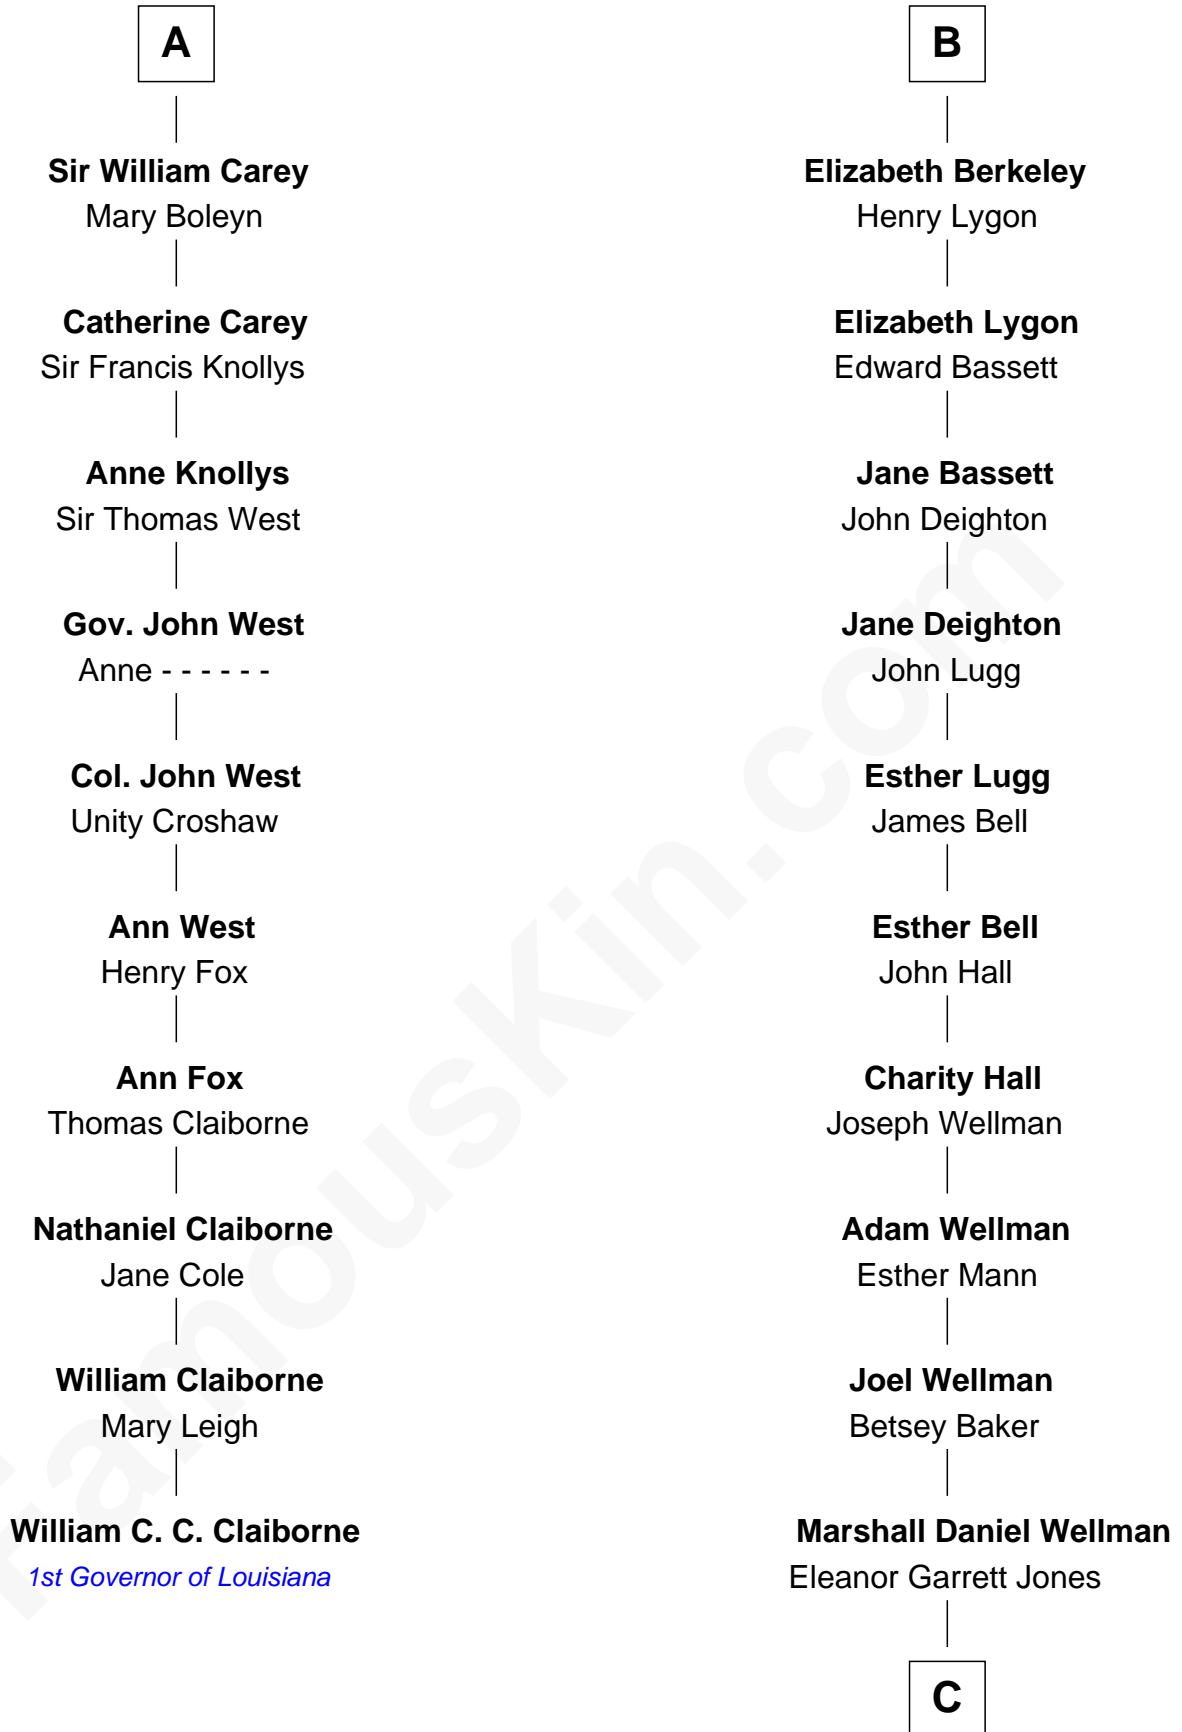 A
Sir William Carey
Mary Boleyn
Catherine Carey
Sir Francis Knollys
Anne Knollys
Sir Thomas West
Gov. John West
Anne - - - - - -
Col. John West
Unity Croshaw
Ann West
Henry Fox
Ann Fox
Thomas Claiborne
Nathaniel Claiborne
Jane Cole
William Claiborne
Mary Leigh
William C. C. Claiborne
1st Governor of Louisiana
B
Elizabeth Berkeley
Henry Lygon
Elizabeth Lygon
Edward Bassett
Jane Bassett
John Deighton
Jane Deighton
John Lugg
Esther Lugg
James Bell
Esther Bell
John Hall
Charity Hall
Joseph Wellman
Adam Wellman
Esther Mann
Joel Wellman
Betsey Baker
Marshall Daniel Wellman
Eleanor Garrett Jones
C
FamousKin.com